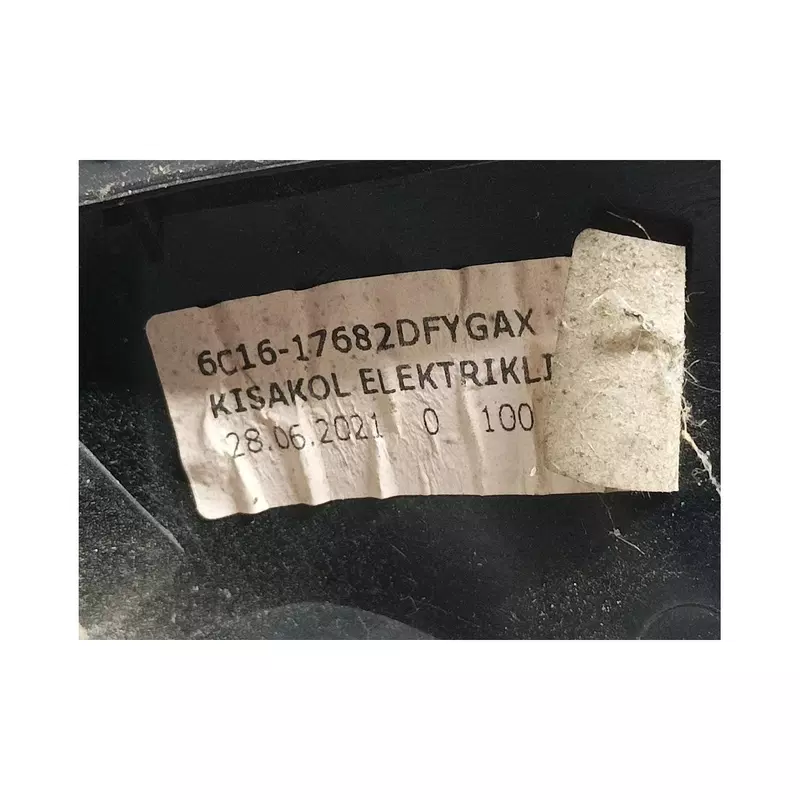 6C16-17682DFYGAX
KISAKOL ELEKTRIKLI
28.06.2021 0 100